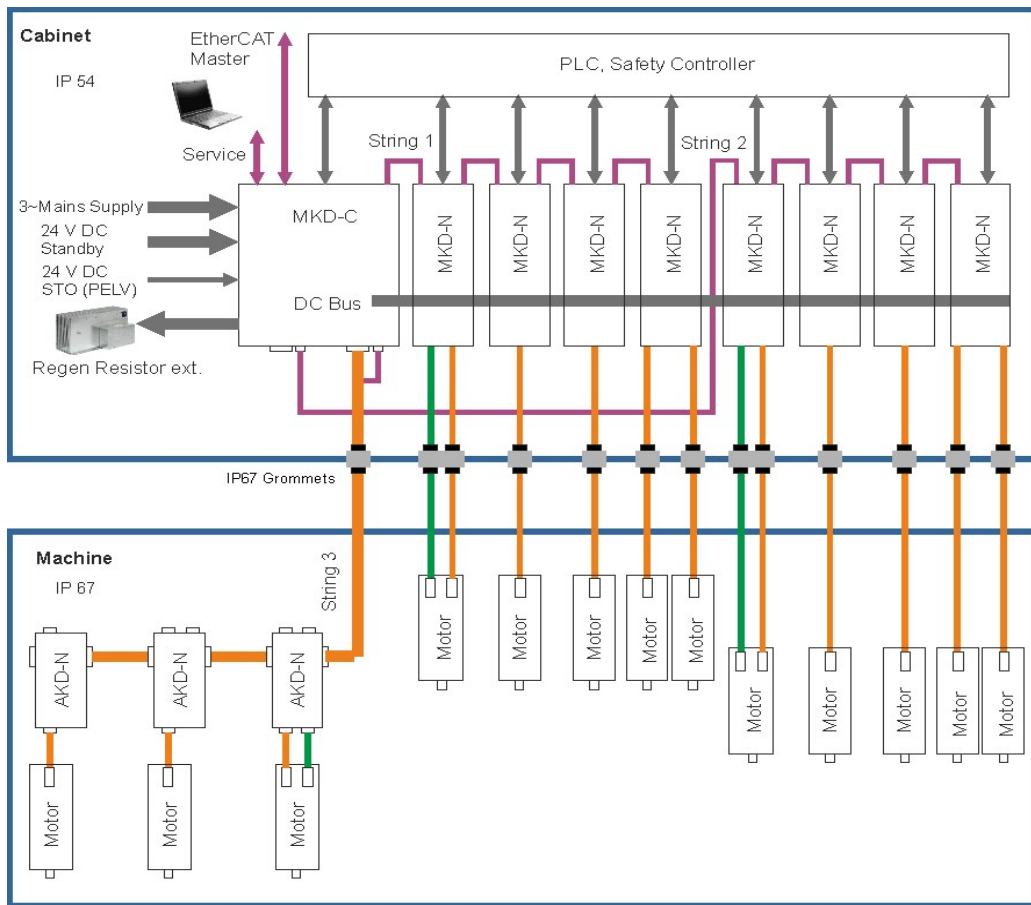 Cabinet
IP 54
EtherCAT
Master
PLC, Safety Controller
Service
String 1
String 2
3~Mains Supply
24 V DC
Standby
24 V DC
STO (PELV)
Regen Resistor ext.
MKD-C
DC Bus
MKD-N
MKD-N
MKD-N
MKD-N
MKD-N
MKD-N
MKD-N
MKD-N
IP67 Grommets
Machine
IP 67
String 3
AKD-N
AKD-N
AKD-N
Motor
Motor
Motor
Motor
Motor
Motor
Motor
Motor
Motor
Motor
Motor
Motor
Motor